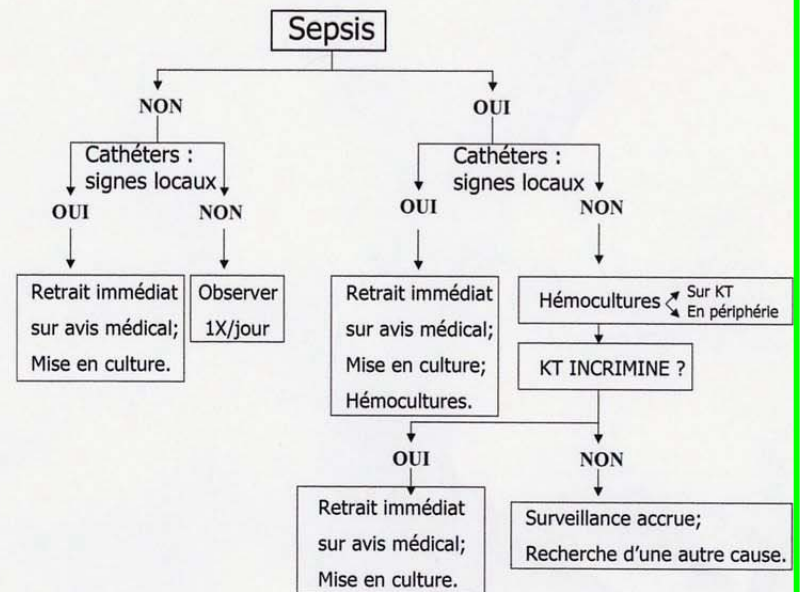 Sepsis
NON
OUI
Cathéters :
signes locaux
Cathéters :
signes locaux
OUI
NON
OUI
NON
Retrait immédiat
sur avis médical;
Mise en culture.
Observer
1X/jour
Retrait immédiat
sur avis médical;
Mise en culture;
Hémocultures.
Hémocultures
Sur KT
En périphérie
KT INCRIMINE ?
OUI
NON
Retrait immédiat
sur avis médical;
Mise en culture.
Surveillance accrue;
Recherche d'une autre cause.